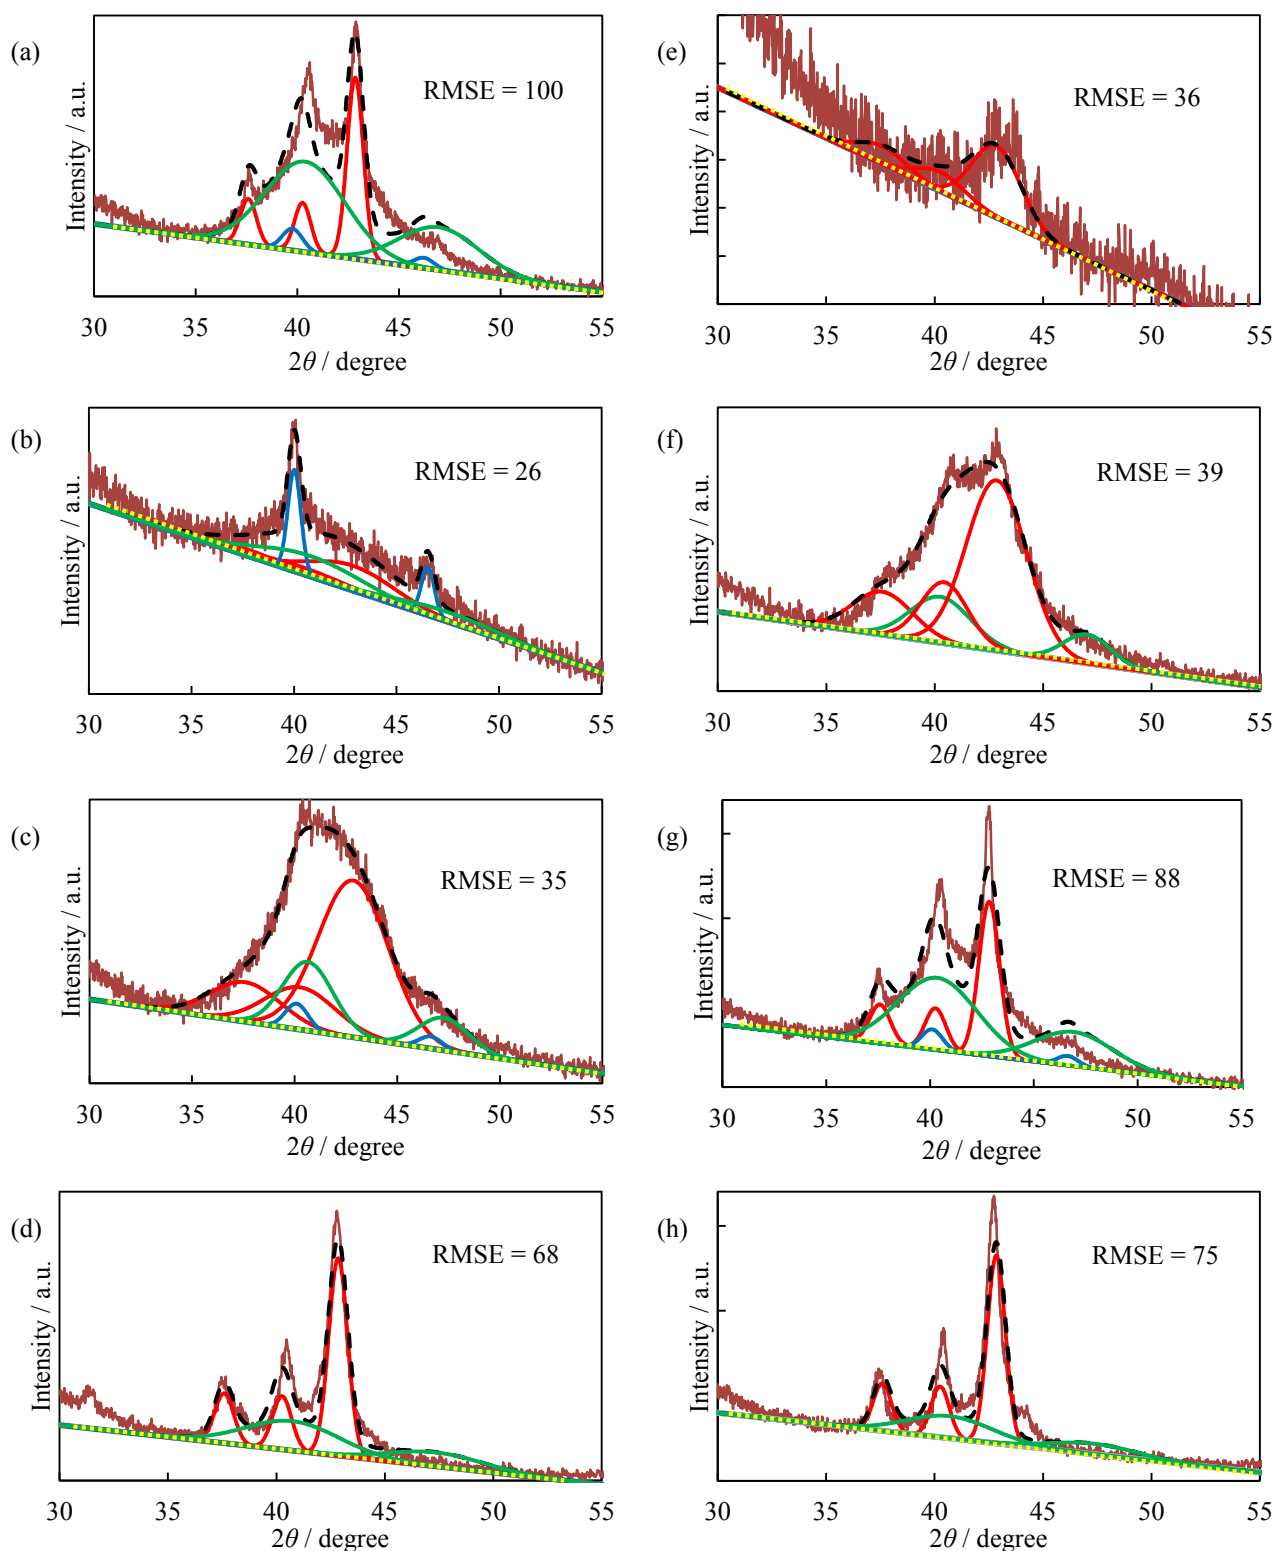 (a)
Intensity / a.u.
RMSE = 100
30 35 40 45 50 55
2θ / degree
(b)
Intensity / a.u.
RMSE = 26
30 35 40 45 50 55
2θ / degree
(c)
Intensity / a.u.
RMSE = 35
30 35 40 45 50 55
2θ / degree
(d)
Intensity / a.u.
RMSE = 68
30 35 40 45 50 55
2θ / degree
(e)
Intensity / a.u.
RMSE = 36
30 35 40 45 50 55
2θ / degree
(f)
Intensity / a.u.
RMSE = 39
30 35 40 45 50 55
2θ / degree
(g)
Intensity / a.u.
RMSE = 88
30 35 40 45 50 55
2θ / degree
(h)
Intensity / a.u.
RMSE = 75
30 35 40 45 50 55
2θ / degree